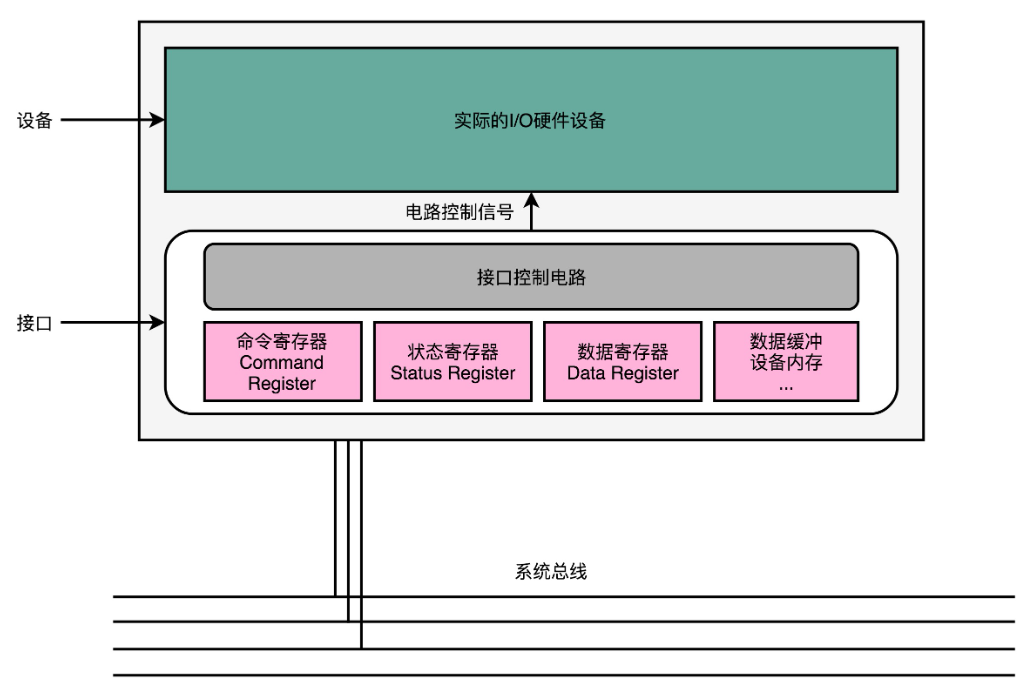 设备
实际的I/O硬件设备
电路控制信号
接口控制电路
接口
命令寄存器
Command
Register
状态寄存器
Status Register
数据寄存器
Data Register
数据缓冲
设备内存
...
系统总线